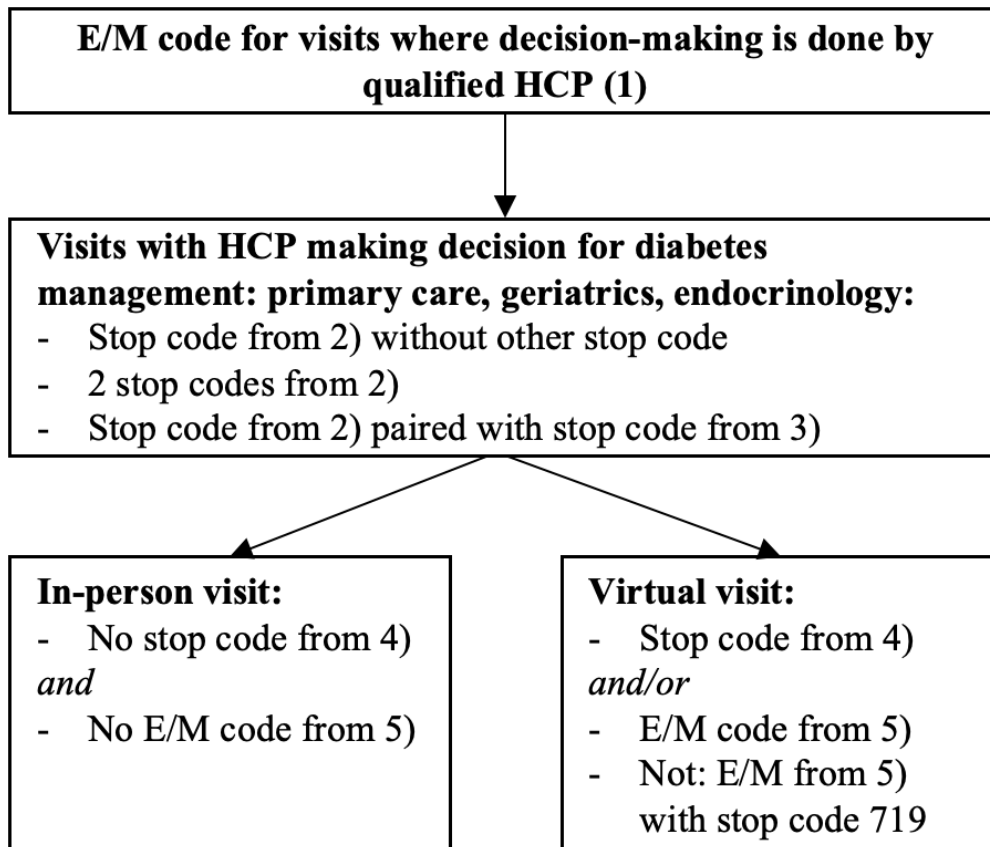 E/M code for visits where decision-making is done by
qualified HCP (1)
Visits with HCP making decision for diabetes
management: primary care, geriatrics, endocrinology:
- Stop code from 2) without other stop code
- 2 stop codes from 2)
- Stop code from 2) paired with stop code from 3)
In-person visit:
- No stop code from 4)
and
- No E/M code from 5)
Virtual visit:
- Stop code from 4)
and/or
- E/M code from 5)
- Not: E/M from 5)
with stop code 719